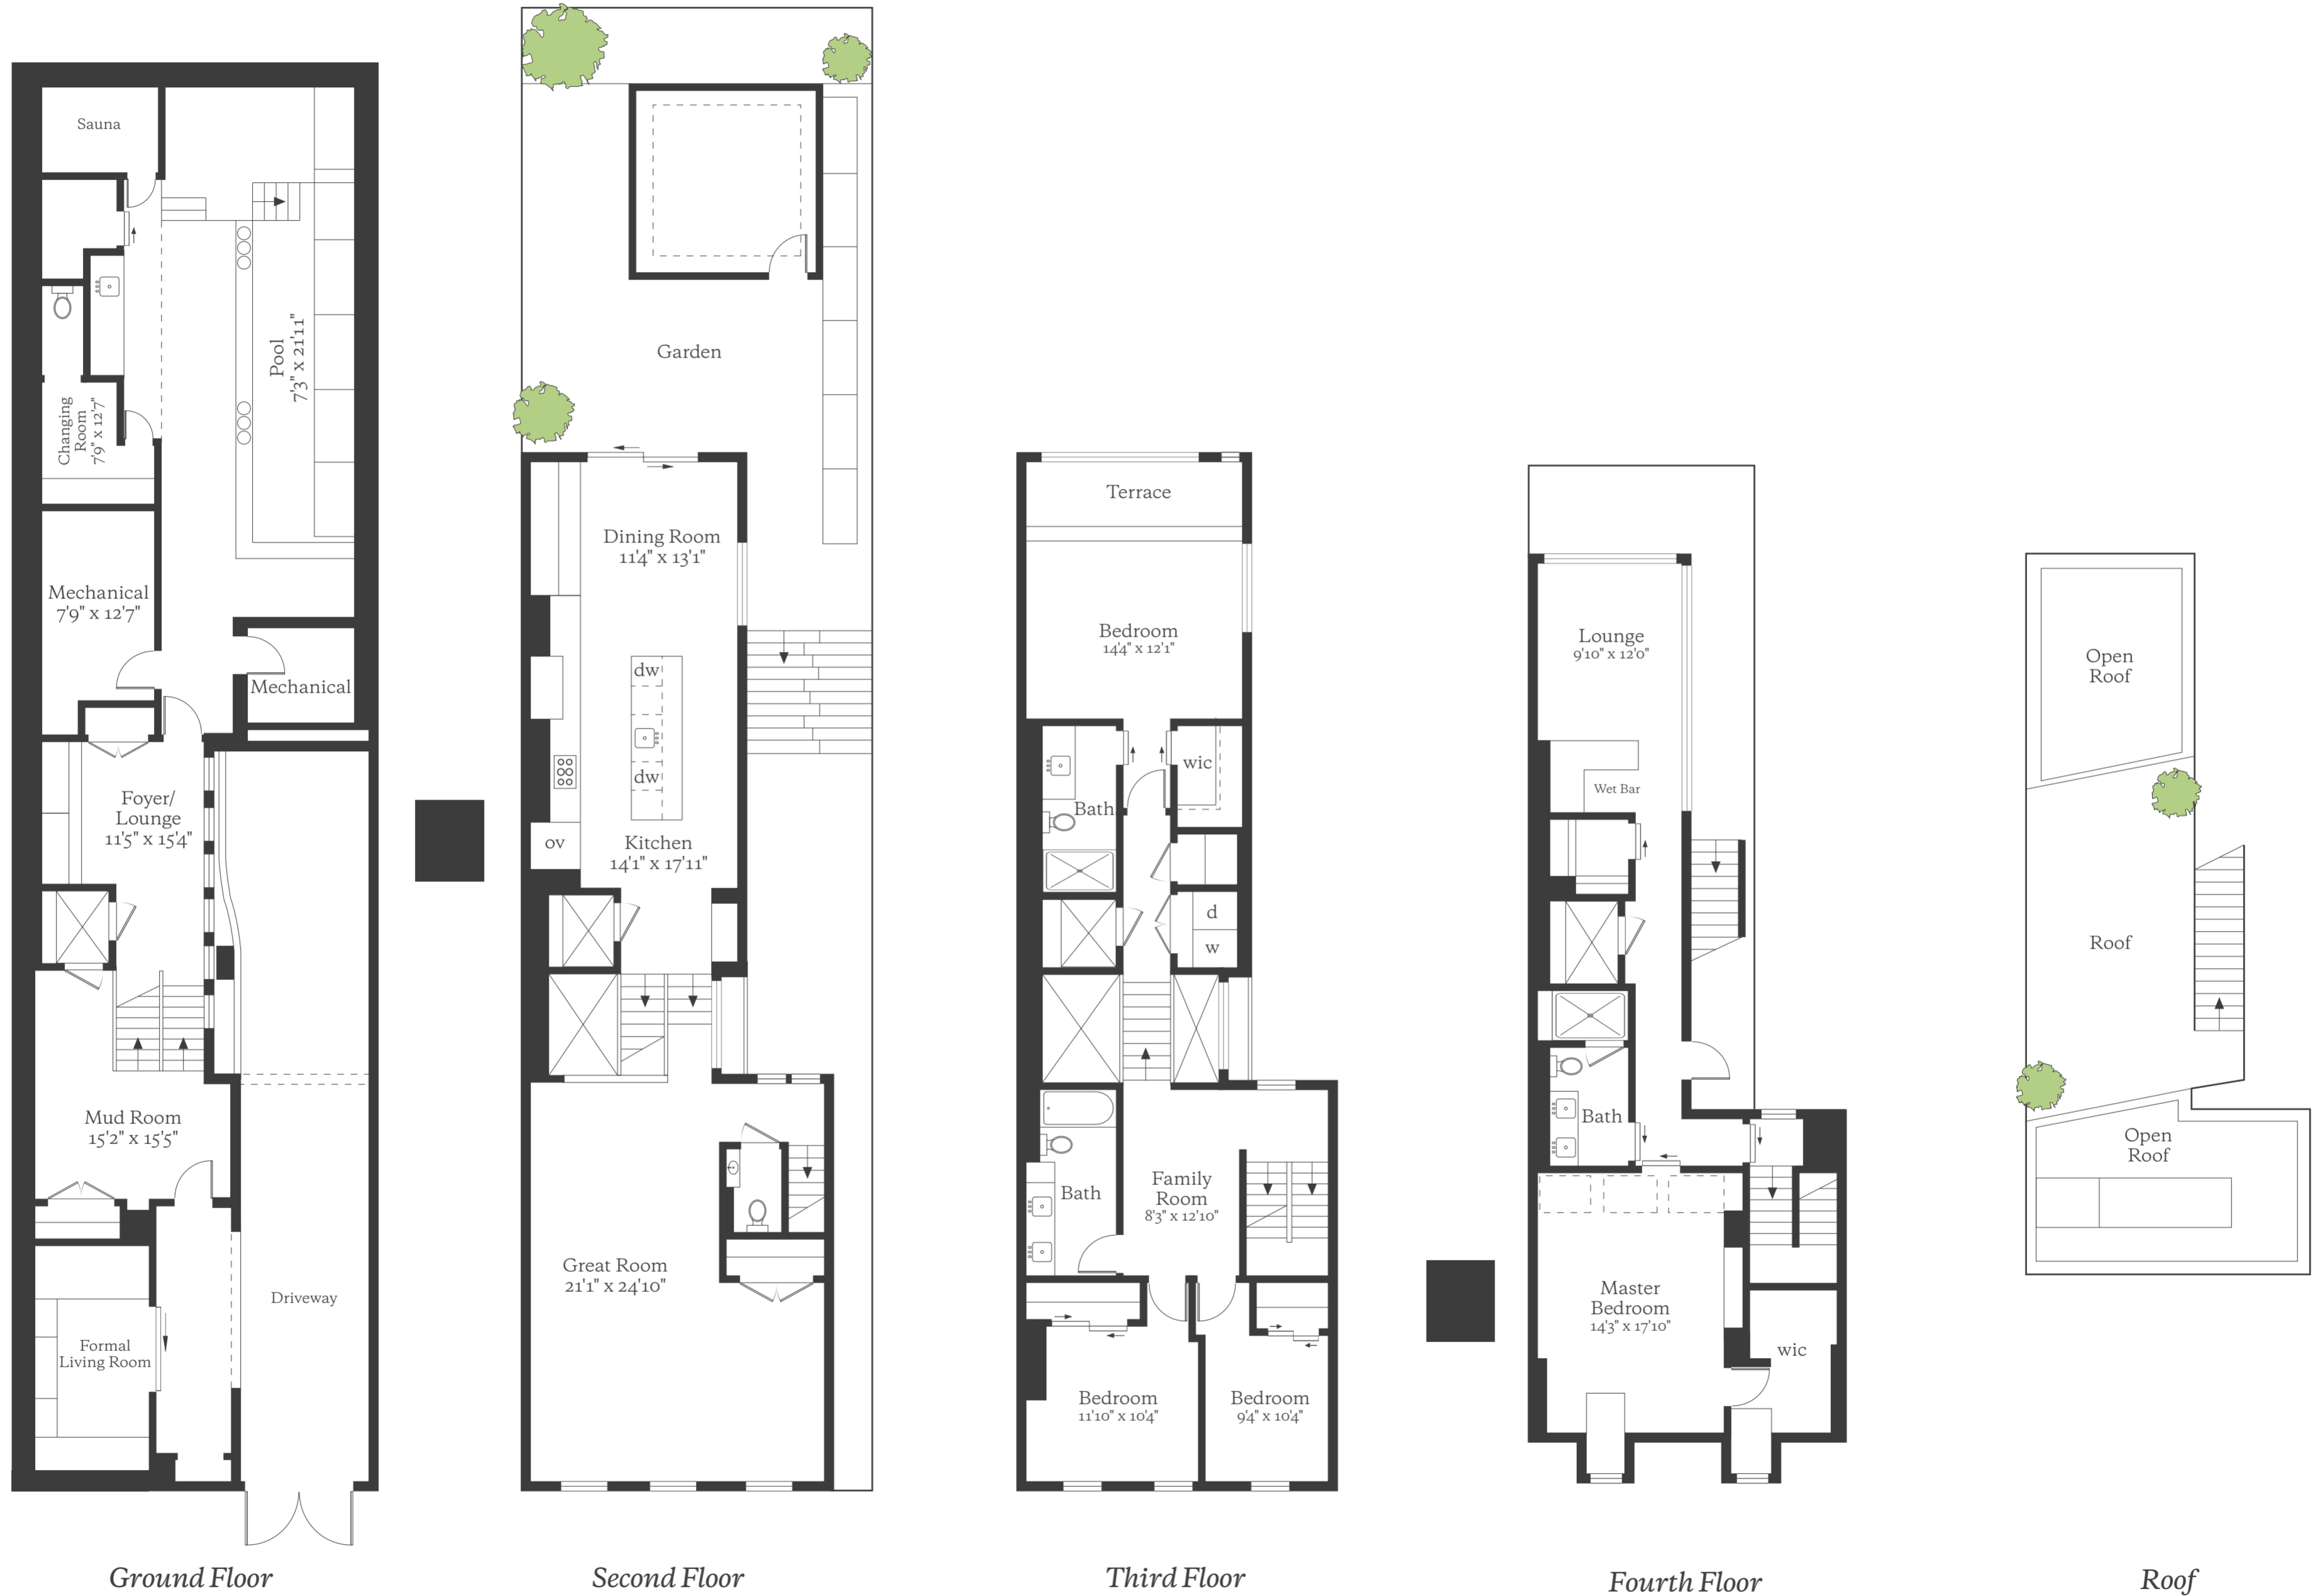 Sauna
Pool
7'3" x 21'11"
Changing
Room
7'9" x 12'7"
Mechanical
7'9" x 12'7"
Mechanical
Foyer/
Lounge
11'5" x 15'4"
Mud Room
15'2" x 15'5"
Driveway
Formal
Living Room
Ground Floor
Garden
Dining Room
11'4" x 13'1"
dw
dw
ov
Kitchen
14'1" x 17'11"
Great Room
21'1" x 24'10"
Second Floor
Terrace
Bedroom
14'4" x 12'1"
wic
Bath
d
w
Bath
Family
Room
8'3" x 12'10"
Bedroom
11'10" x 10'4"
Bedroom
9'4" x 10'4"
Third Floor
Lounge
9'10" x 12'0"
Wet Bar
Bath
Master
Bedroom
14'3" x 17'10"
wic
Fourth Floor
Open
Roof
Roof
Open
Roof
Roof